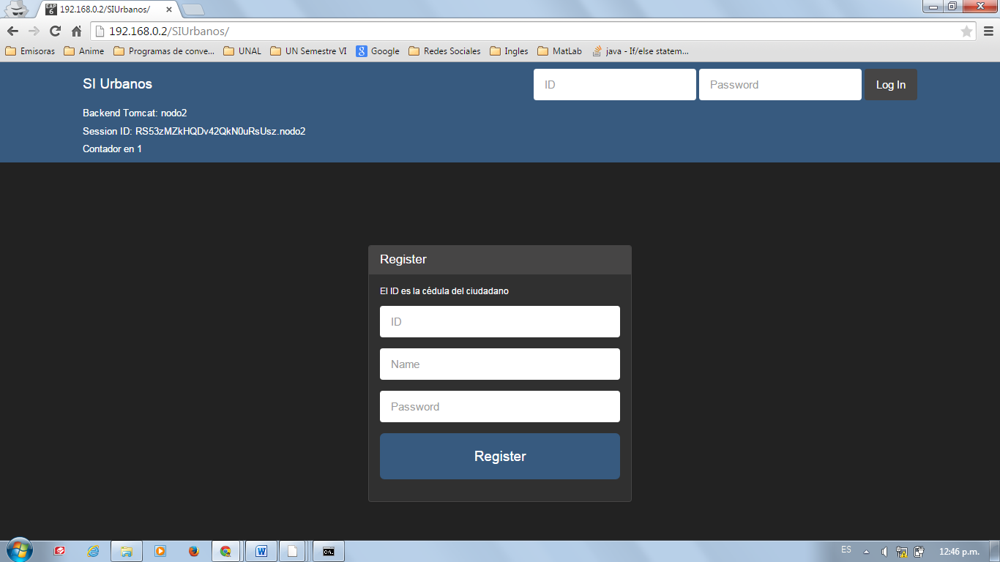 EAP 6
192.168.0.2/SIUrbanos/
192.168.0.2/SIUrbanos/
Emisoras Anime Programas de conve... UNAL UN Semestre VI Google Redes Sociales Ingles MatLab java - If/else statem...
SI Urbanos
ID Password Log In
Backend Tomcat: nodo2
Session ID: RS53zMZkHQDv42QkN0uRsUsz.nodo2
Contador en 1
Register
El ID es la cédula del ciudadano
ID
Name
Password
Register
ES 12:46 p.m.